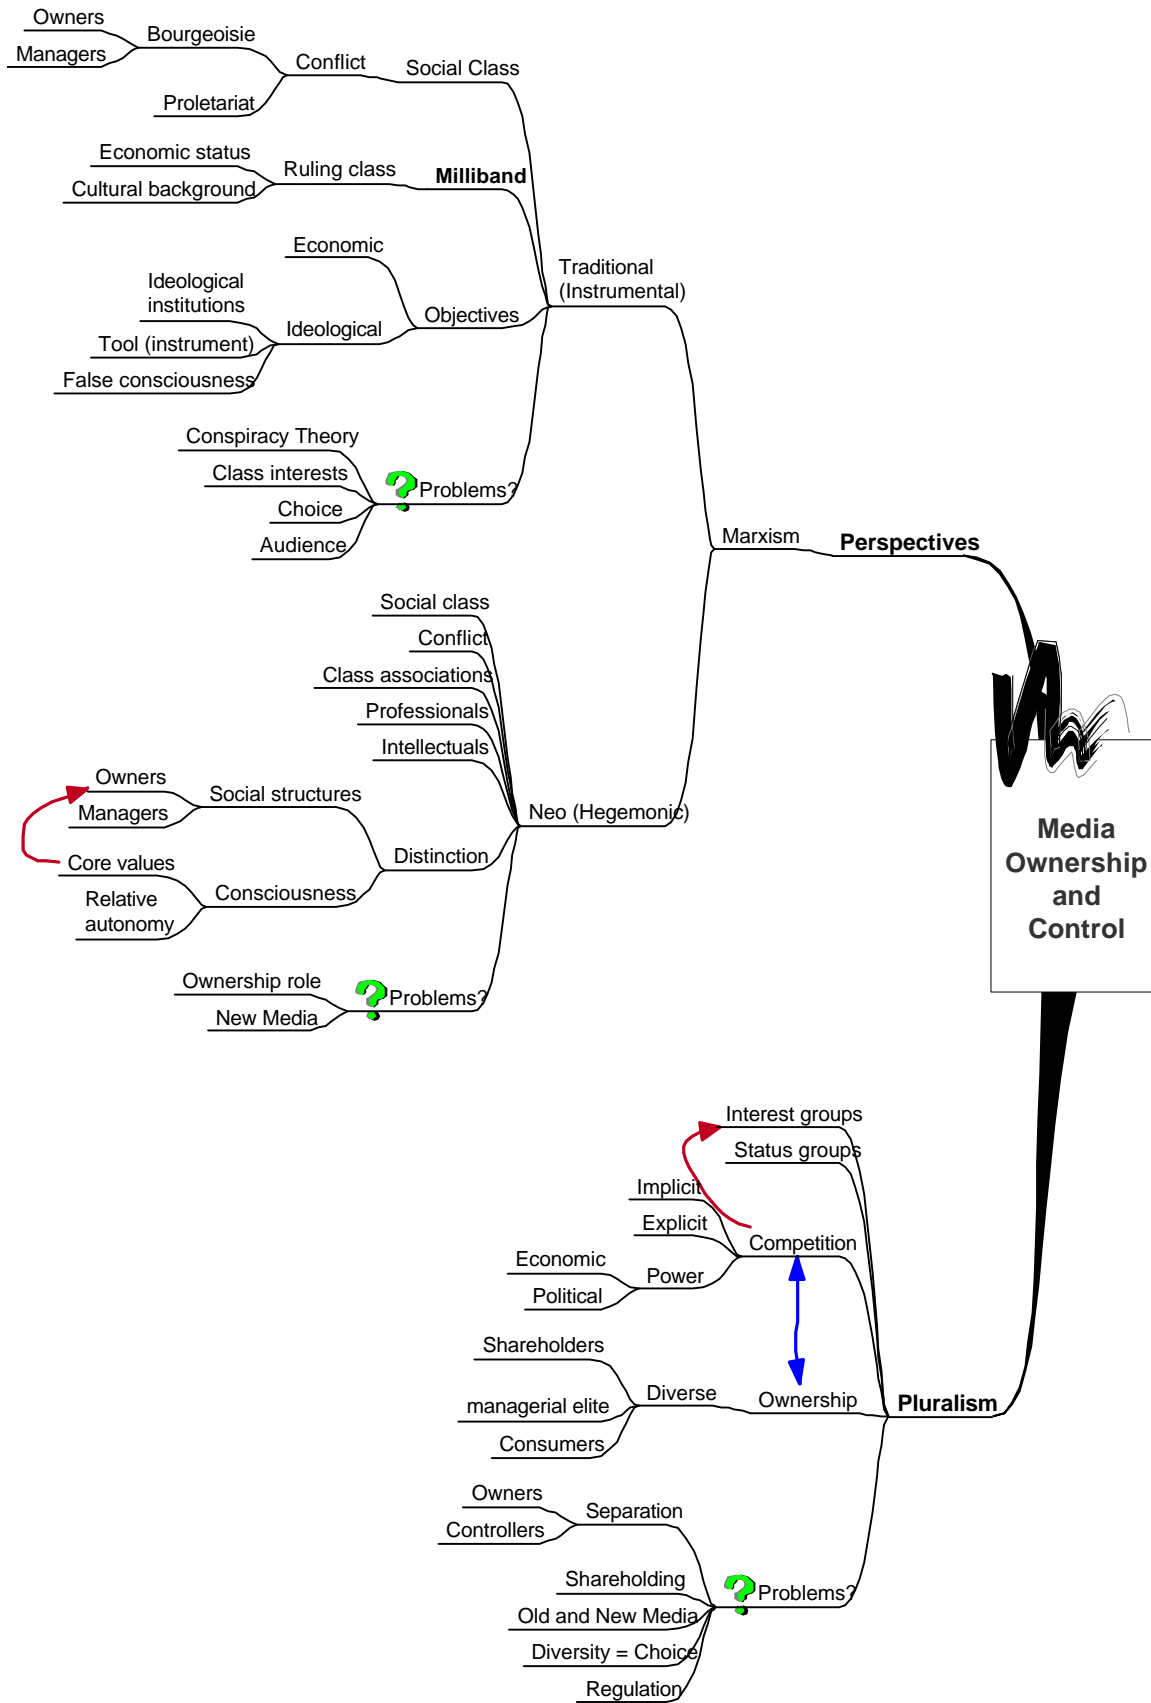 Owners
Managers
Bourgeoisie
Proletariat
Conflict
Social Class
Economic status
Cultural background
Ruling class
Milliband
Economic
Ideological
institutions
Tool (instrument)
False consciousness
Ideological
Objectives
Traditional
(Instrumental)
Conspiracy Theory
Class interests
Choice
Audience
Problems?
Marxism
Perspectives
Social class
Conflict
Class associations
Professionals
Intellectuals
Owners
Managers
Social structures
Core values
Relative
autonomy
Consciousness
Distinction
Neo (Hegemonic)
Ownership role
New Media
Problems?
Media
Ownership
and
Control
Interest groups
Status groups
Implicit
Explicit
Economic
Political
Power
Competition
Shareholders
managerial elite
Consumers
Diverse
Ownership
Pluralism
Owners
Controllers
Separation
Shareholding
Old and New Media
Diversity = Choice
Regulation
Problems?